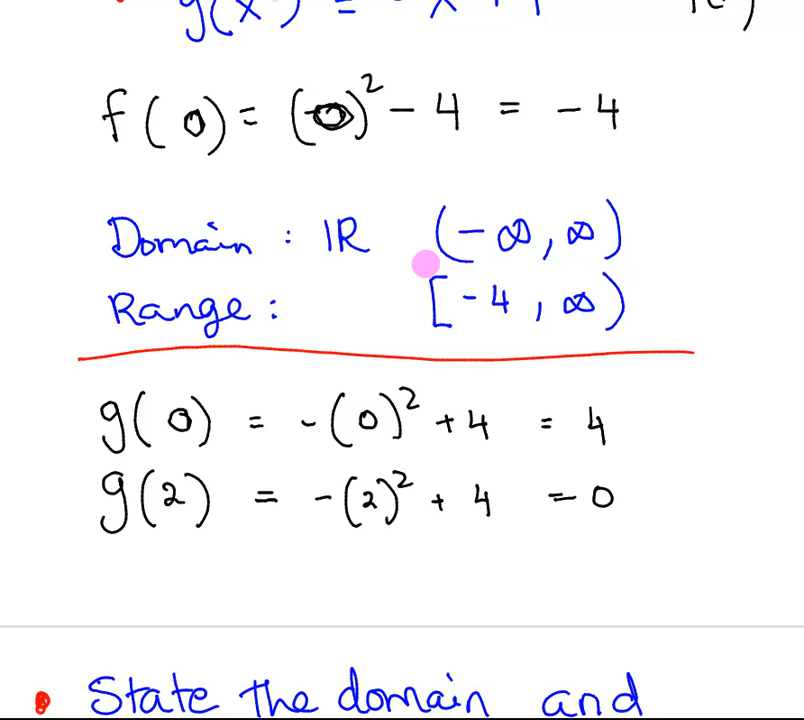 f(0) = (0)² - 4 = -4
Domain : ℝ (-∞, ∞)
Range : [-4, ∞)
g(0) = -(0)² + 4 = 4
g(2) = -(2)² + 4 = 0
• State the domain and